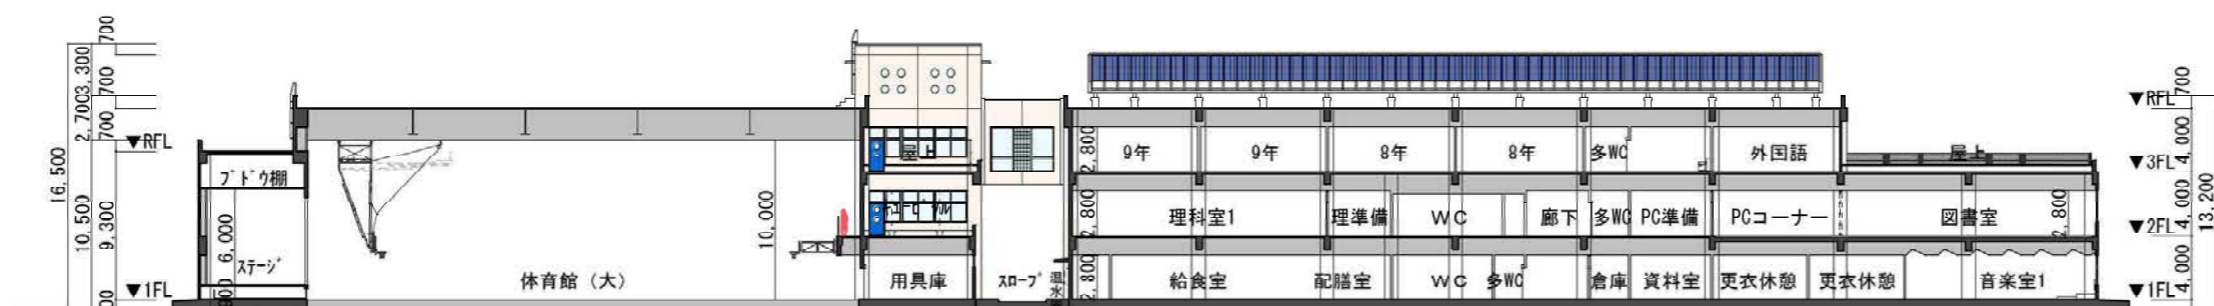 700
3,300
700
2,700
700
16,500
10,500
9,300
▼RFL
▼1FL
ブドウ棚
6,000
ステージ
900
体育館（大）
10,000
屋上
用具庫
スロープ
2,800
9年
9年
8年
8年
多WC
外国語
屋上
2,800
理科室1
理準備
WC
廊下
多WC
PC準備
PCコーナー
図書室
2,800
2,800
給食室
配膳室
WC
多WC
倉庫
資料室
更衣休憩
更衣休憩
音楽室1
▼RFL
700
4,000
▼3FL
4,000
▼2FL
4,000
▼1FL
13,200